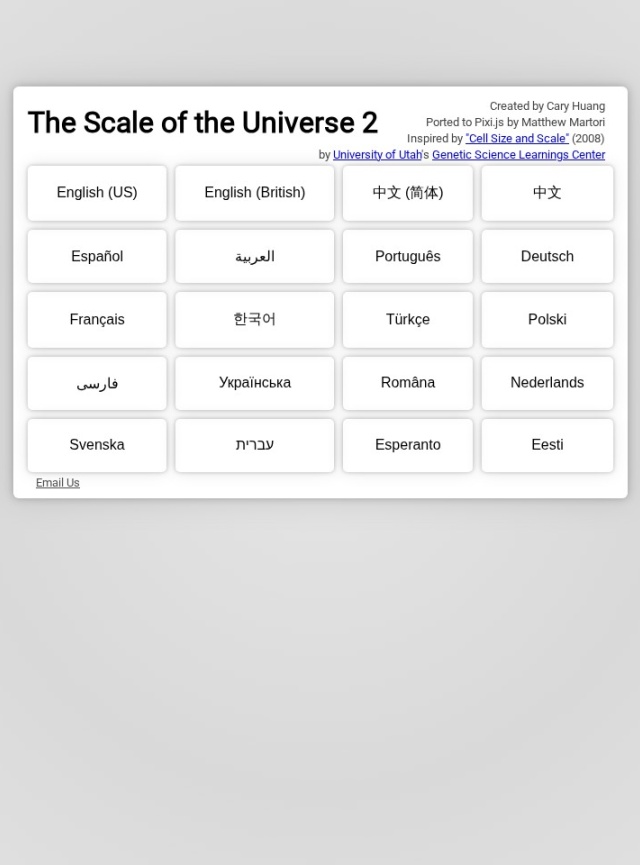 The Scale of the Universe 2
Created by Cary Huang
Ported to Pixi.js by Matthew Martori
Inspired by "Cell Size and Scale" (2008)
by University of Utah's Genetic Science Learnings Center
English (US)
English (British)
中文 (简体)
中文
Español
العربية
Português
Deutsch
Français
한국어
Türkçe
Polski
فارسی
Українська
Româna
Nederlands
Svenska
עברית
Esperanto
Eesti
Email Us